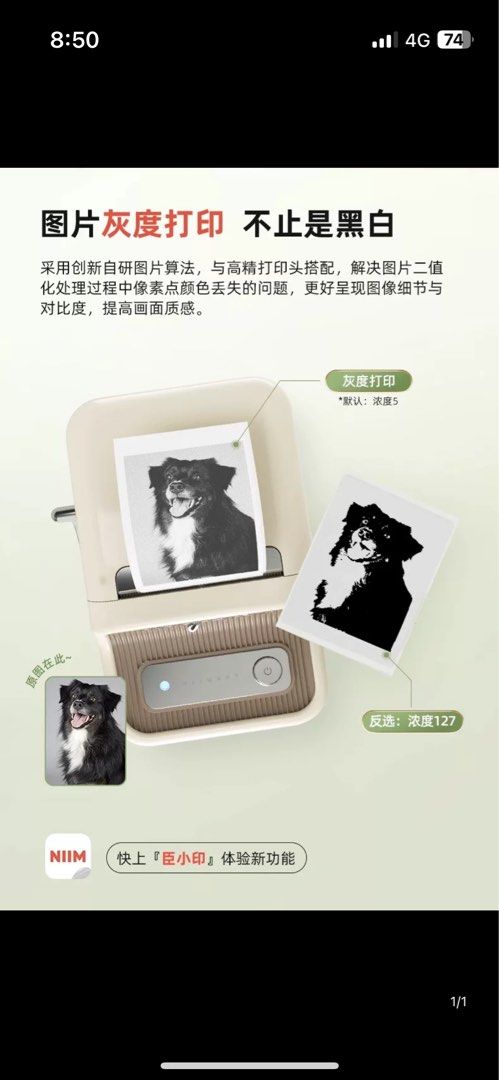 8:50
4G
74
图片灰度打印 不止是黑白
采用创新自研图片算法，与高精打印头搭配，解决图片二值
化处理过程中像素点颜色丢失的问题，更好呈现图像细节与
对比度，提高画面质感。
灰度打印
*默认：浓度5
原图在此~
反选：浓度127
NIIM
快上『臣小印』体验新功能
1/1